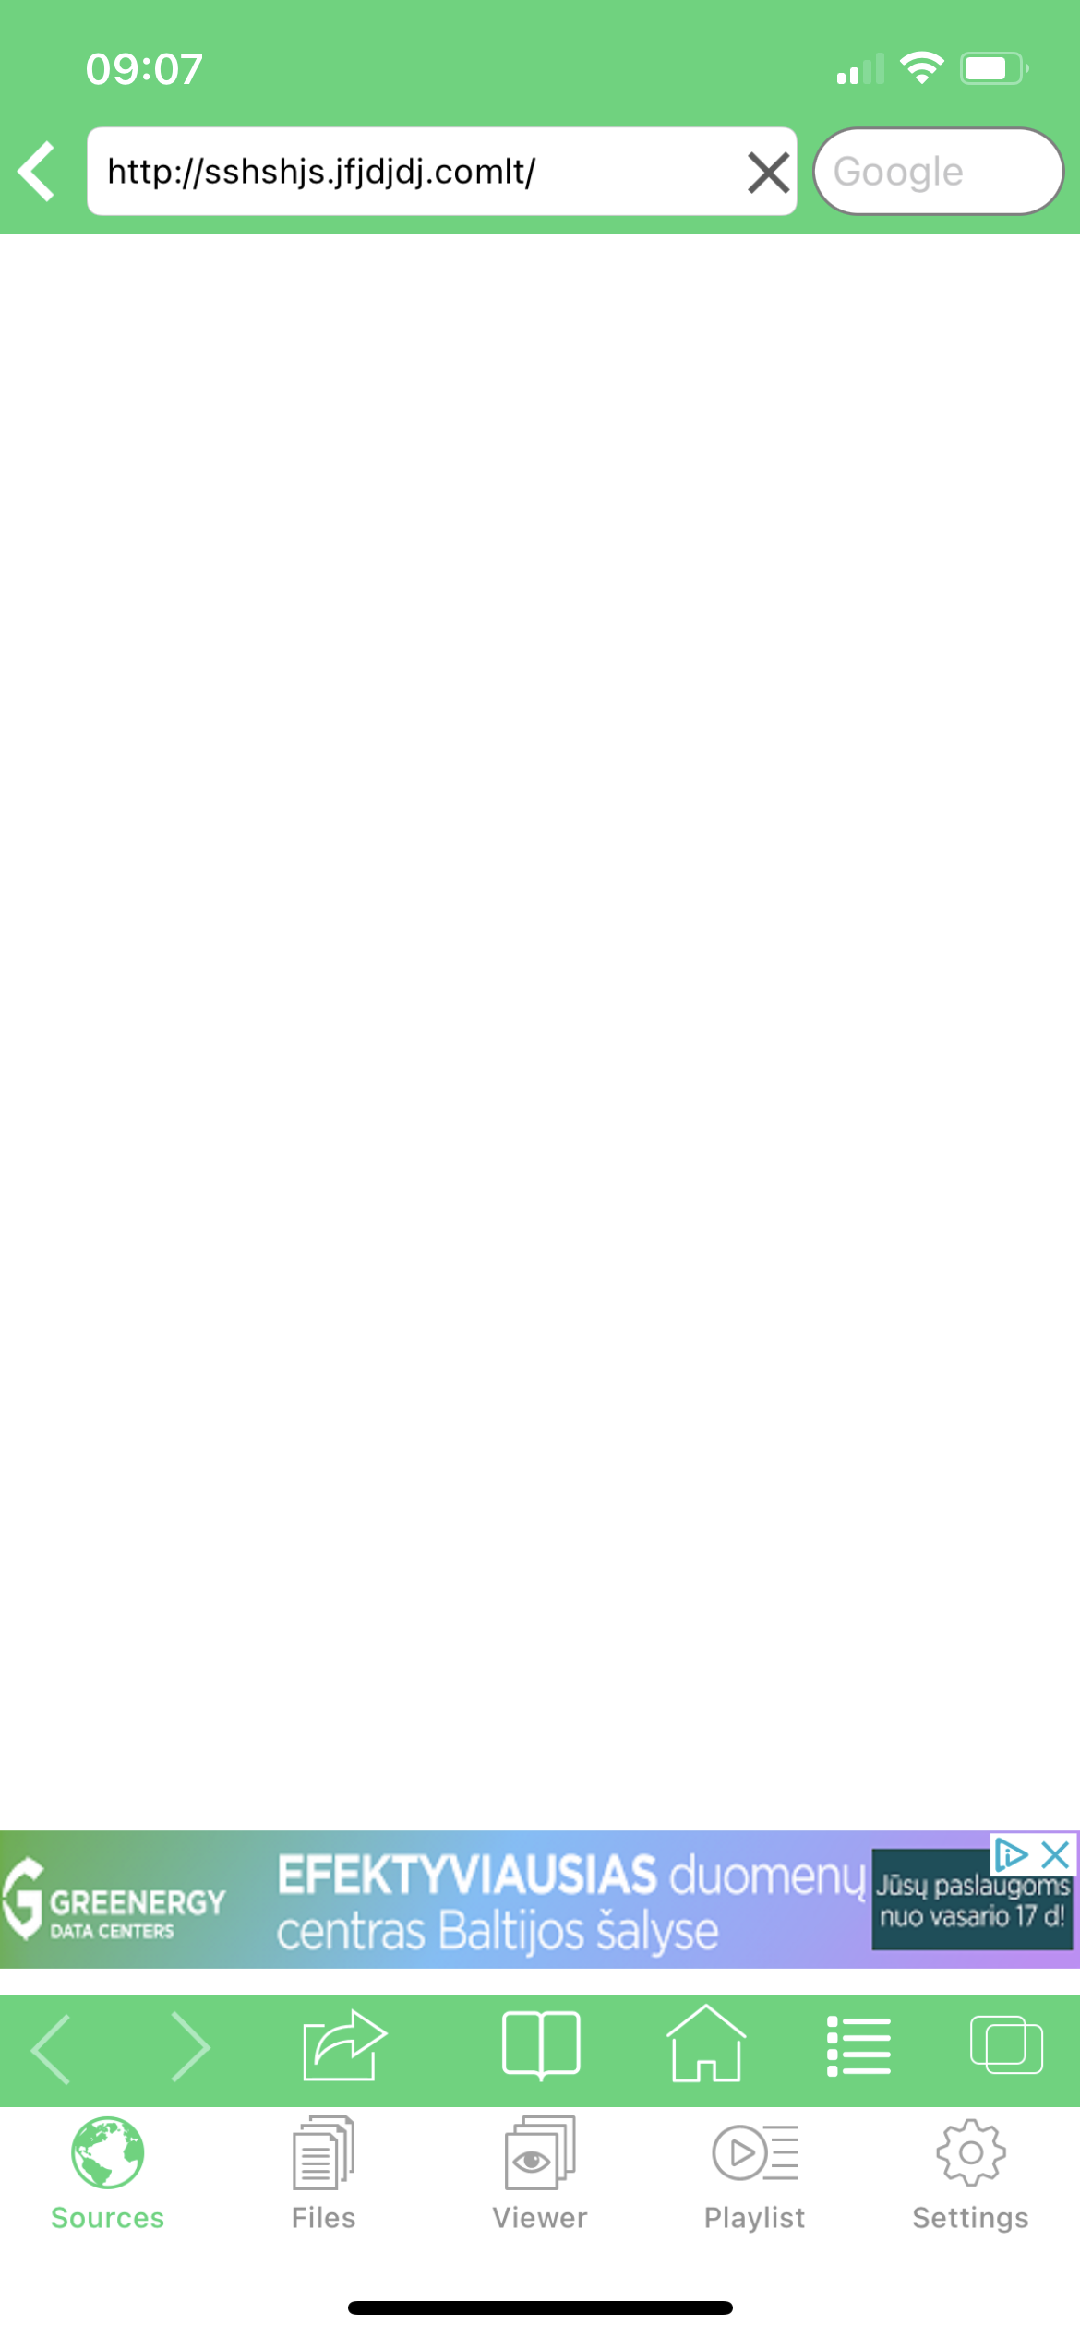 09:07
http://sshshjs.jfjdjdj.comlt/
Google
GREENERGY
DATA CENTERS
EFEKTYVIAUSIAS duomenų
centras Baltijos šalyse
Jūsų paslaugoms
nuo vasario 17 d!
Sources
Files
Viewer
Playlist
Settings